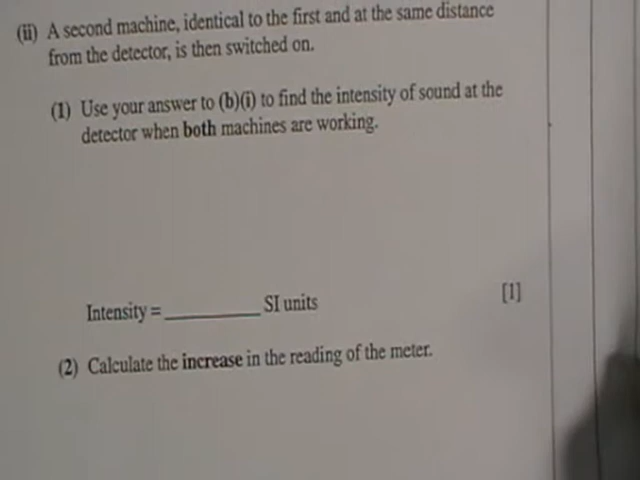 (ii) A second machine, identical to the first and at the same distance
from the detector, is then switched on.
(1) Use your answer to (b)(i) to find the intensity of sound at the
detector when both machines are working.
Intensity = __________ SI units [1]
(2) Calculate the increase in the reading of the meter.